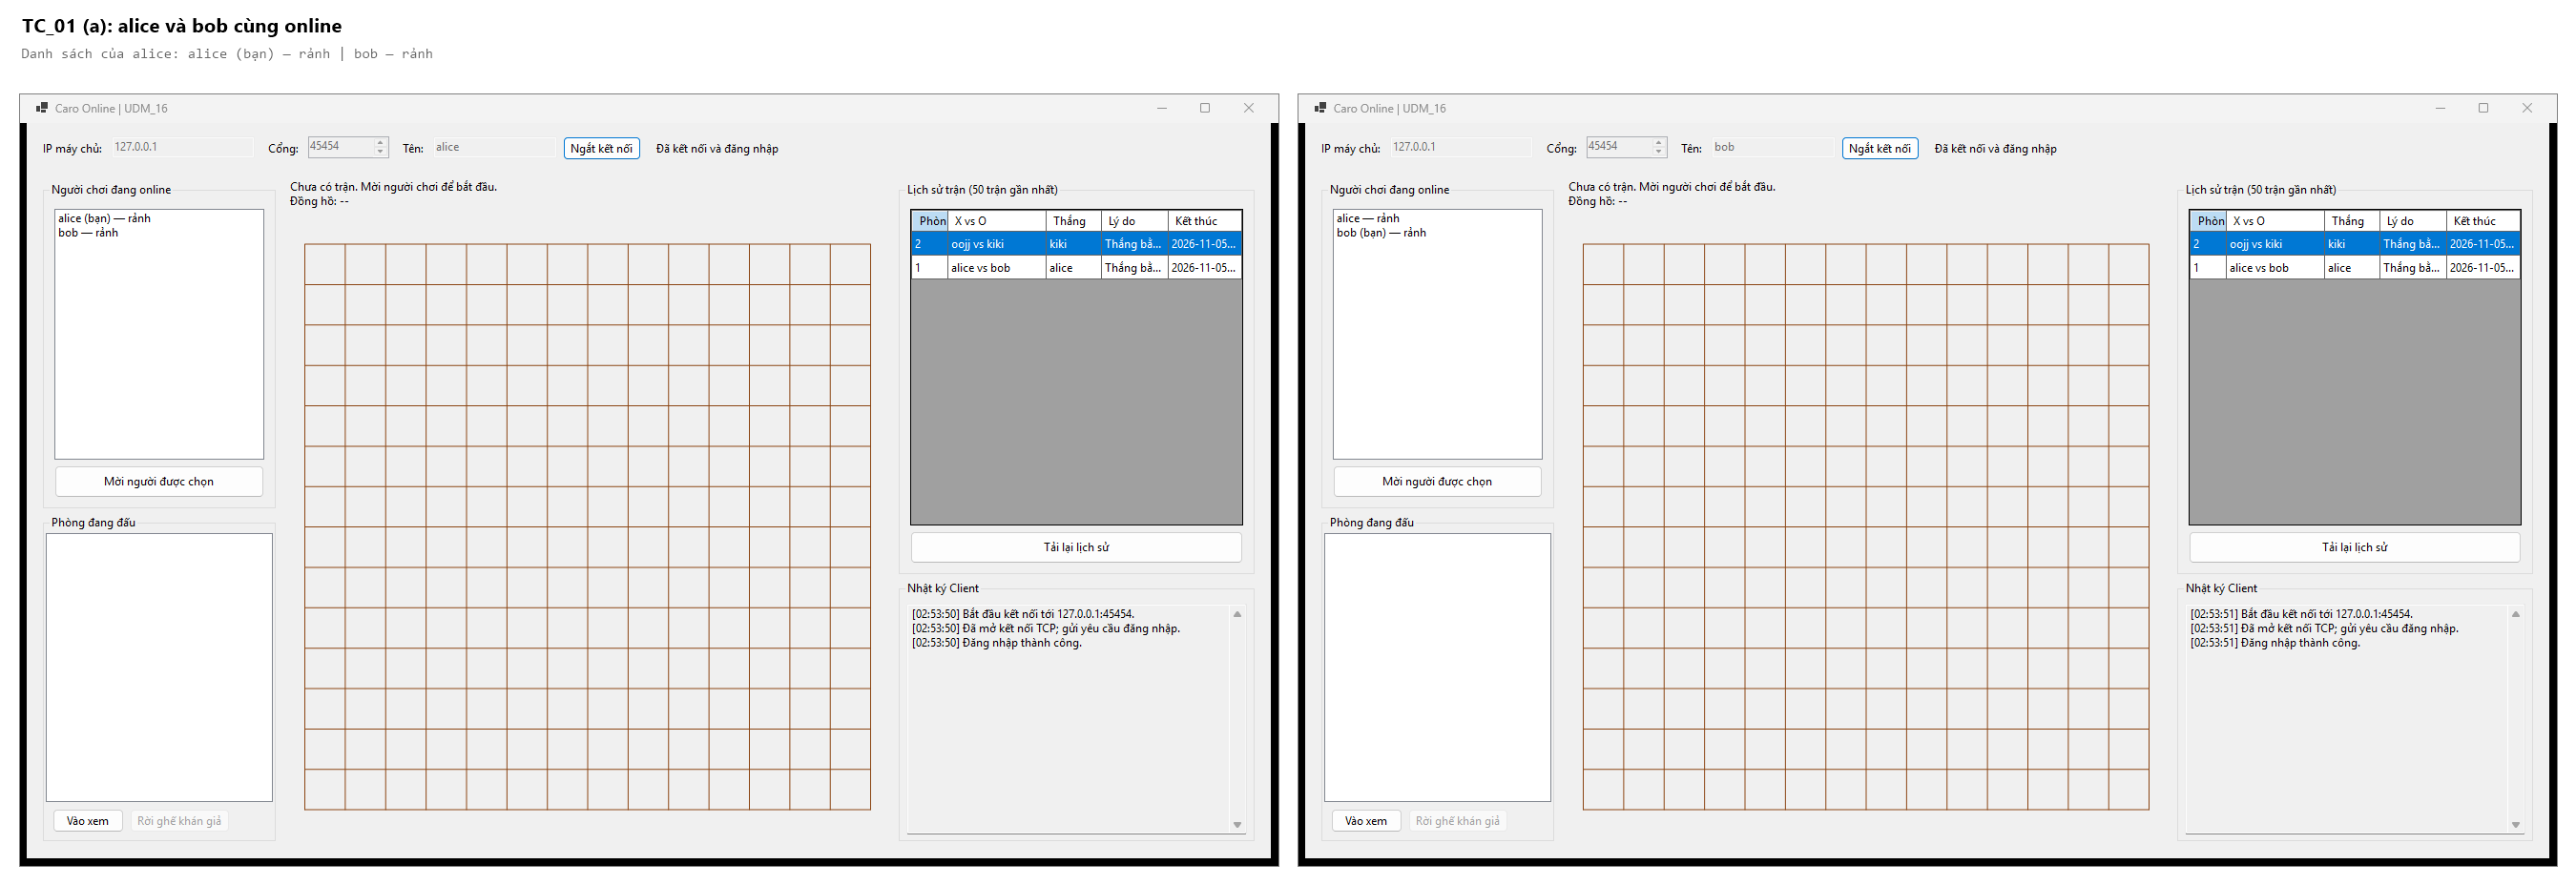 TC_01 (a): alice và bob cùng online
Danh sách của alice: alice (bạn) — rảnh | bob — rảnh
Caro Online | UDM_16
IP máy chủ: 127.0.0.1 Cổng: 45454 Tên: alice Ngắt kết nối Đã kết nối và đăng nhập
Người chơi đang online
alice (bạn) — rảnh
bob — rảnh
Mời người được chọn
Phòng đang đấu
Vào xem Rời ghế khán giả
Chưa có trận. Mời người chơi để bắt đầu.
Đồng hồ: --
Lịch sử trận (50 trận gần nhất)
Phòn X vs O Thắng Lý do Kết thúc
2 oojj vs kiki kiki Thắng bằ... 2026-11-05...
1 alice vs bob alice Thắng bằ... 2026-11-05...
Tải lại lịch sử
Nhật ký Client
[02:53:50] Bắt đầu kết nối tới 127.0.0.1:45454.
[02:53:50] Đã mở kết nối TCP; gửi yêu cầu đăng nhập.
[02:53:50] Đăng nhập thành công.
Caro Online | UDM_16
IP máy chủ: 127.0.0.1 Cổng: 45454 Tên: bob Ngắt kết nối Đã kết nối và đăng nhập
Người chơi đang online
alice — rảnh
bob (bạn) — rảnh
Mời người được chọn
Phòng đang đấu
Vào xem Rời ghế khán giả
Chưa có trận. Mời người chơi để bắt đầu.
Đồng hồ: --
Lịch sử trận (50 trận gần nhất)
Phòn X vs O Thắng Lý do Kết thúc
2 oojj vs kiki kiki Thắng bằ... 2026-11-05...
1 alice vs bob alice Thắng bằ... 2026-11-05...
Tải lại lịch sử
Nhật ký Client
[02:53:51] Bắt đầu kết nối tới 127.0.0.1:45454.
[02:53:51] Đã mở kết nối TCP; gửi yêu cầu đăng nhập.
[02:53:51] Đăng nhập thành công.